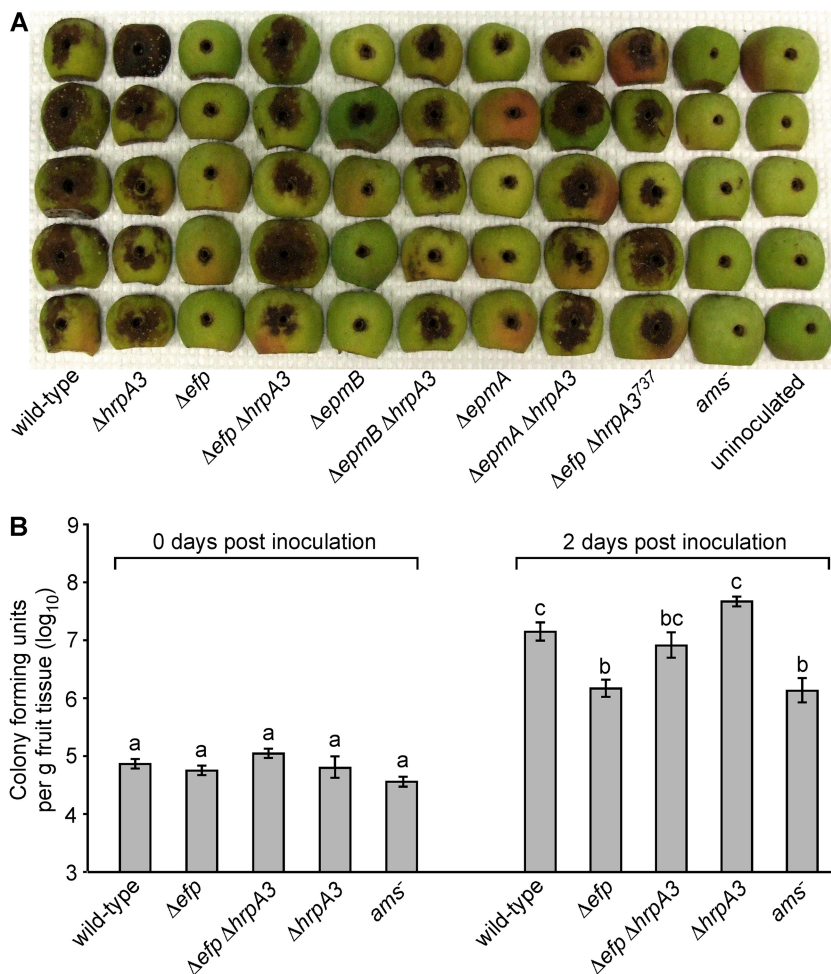 A
wild-type
ΔhrpA3
Δefp
Δefp ΔhrpA3
ΔepmB
ΔepmB ΔhrpA3
ΔepmA
ΔepmA ΔhrpA3
Δefp ΔhrpA3⁷³⁷
ams⁻
uninoculated
B
Colony forming units
per g fruit tissue (log₁₀)
9
8
7
6
5
4
3
0 days post inoculation
2 days post inoculation
a
a
a
a
a
c
b
bc
c
b
wild-type
Δefp
Δefp ΔhrpA3
ΔhrpA3
ams⁻
wild-type
Δefp
Δefp ΔhrpA3
ΔhrpA3
ams⁻